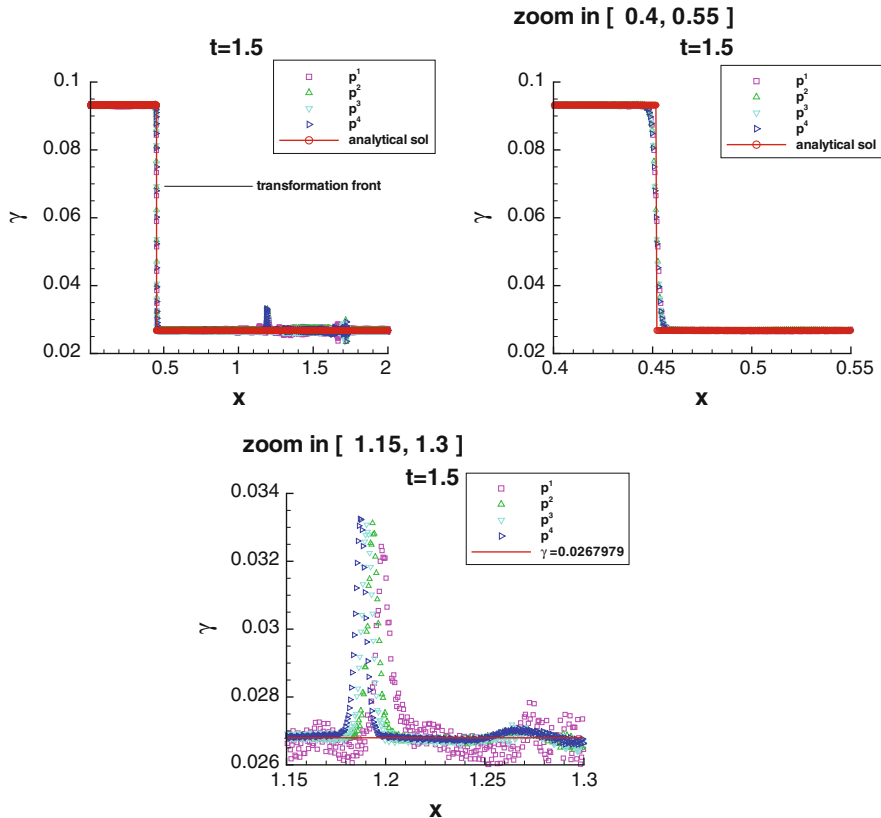 zoom in [ 0.4, 0.55 ]
t=1.5
p¹
p²
p³
p⁴
analytical sol
transformation front
γ
0.1
0.08
0.06
0.04
0.02
0.5 1 1.5 2
x
t=1.5
p¹
p²
p³
p⁴
analytical sol
γ
0.1
0.08
0.06
0.04
0.02
0.4 0.45 0.5 0.55
x
zoom in [ 1.15, 1.3 ]
t=1.5
p¹
p²
p³
p⁴
γ=0.0267979
γ
0.034
0.032
0.03
0.028
0.026
1.15 1.2 1.25 1.3
x